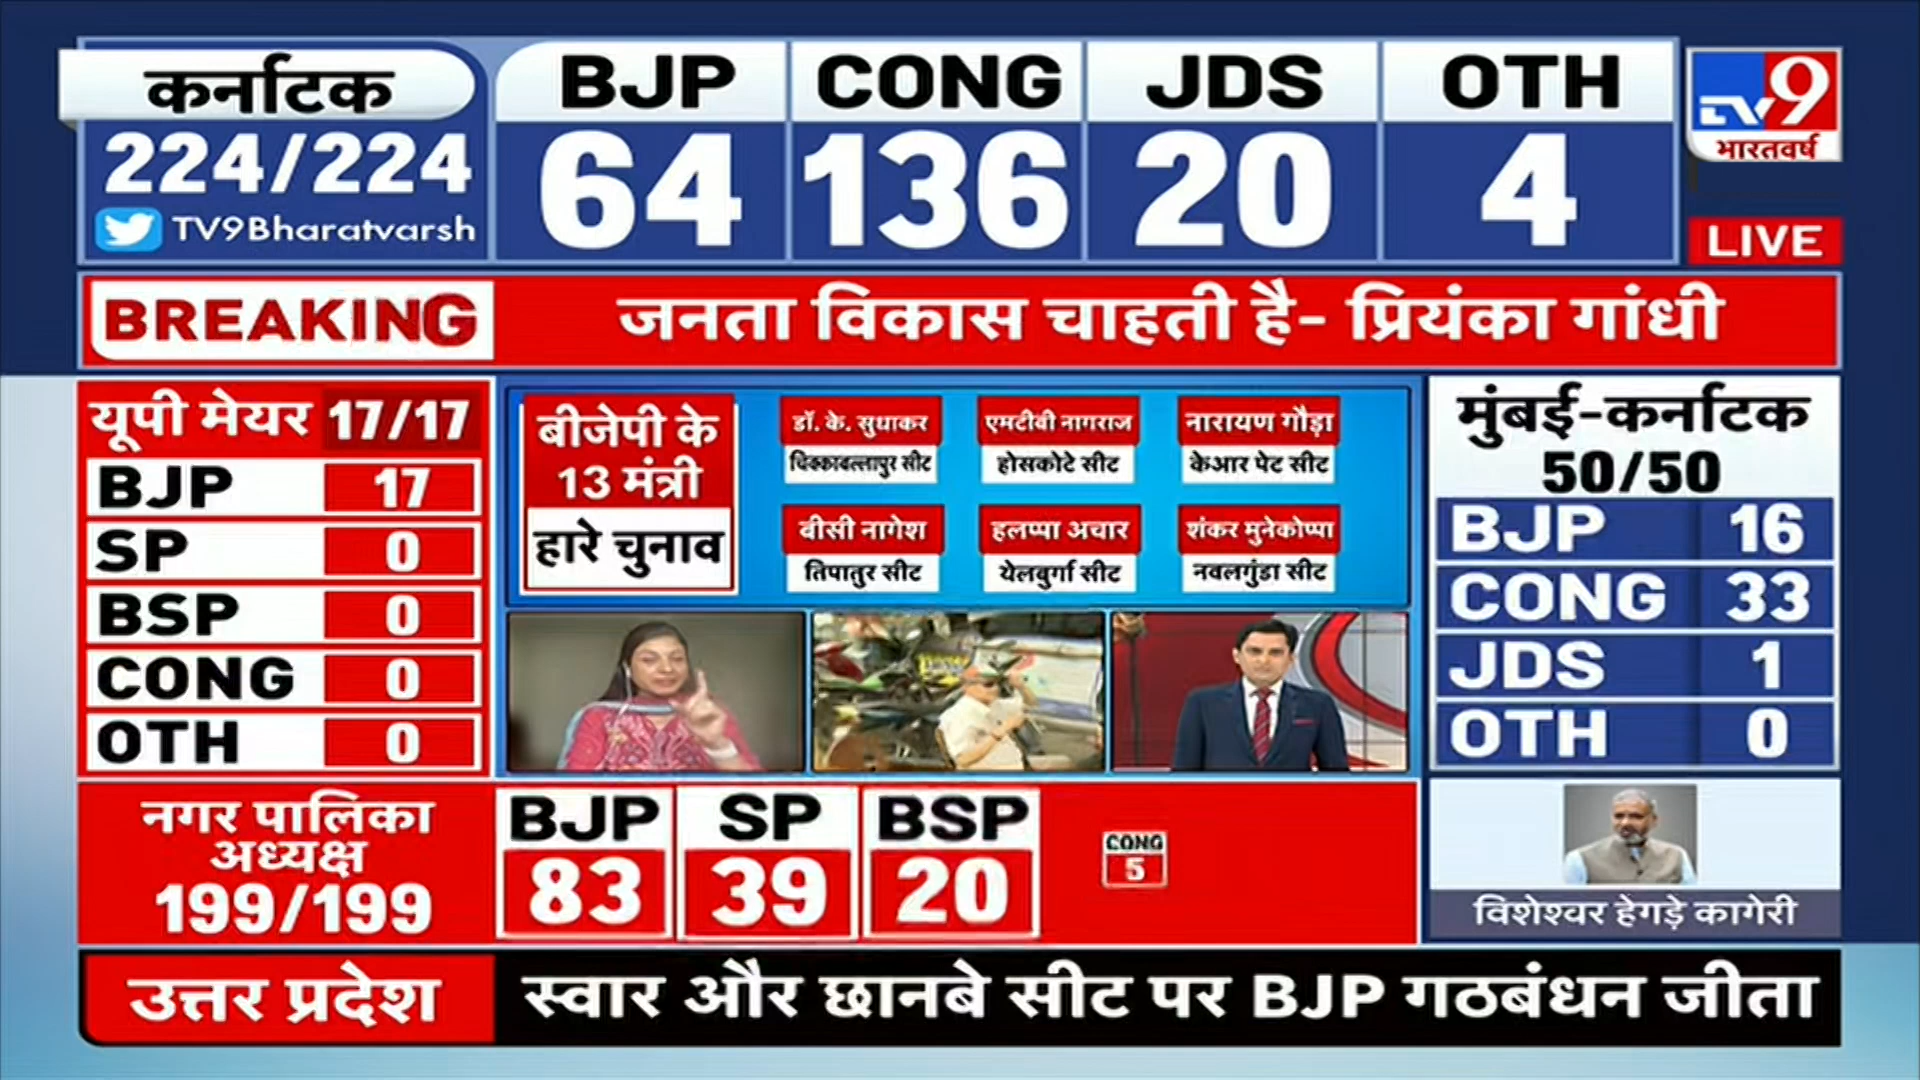 कर्नाटक
224/224
TV9Bharatvarsh
BJP CONG JDS OTH
64 136 20 4
TV9
भारतवर्ष
LIVE
BREAKING
जनता विकास चाहती है- प्रियंका गांधी
यूपी मेयर 17/17
BJP 17
SP 0
BSP 0
CONG 0
OTH 0
बीजेपी के
13 मंत्री
हारे चुनाव
डॉ. के. सुधाकर
चिक्काबल्लापुर सीट
एमटीबी नागराज
होसकोटे सीट
नारायण गौड़ा
केआर पेट सीट
बीसी नागेश
तिपातुर सीट
हलप्पा अचार
येलबुर्गा सीट
शंकर मुनेकोप्पा
नवलगुंडा सीट
मुंबई-कर्नाटक
50/50
BJP 16
CONG 33
JDS 1
OTH 0
विशेश्वर हेगड़े कागेरी
नगर पालिका
अध्यक्ष
199/199
BJP SP BSP
83 39 20
CONG
5
उत्तर प्रदेश
स्वार और छानबे सीट पर BJP गठबंधन जीता